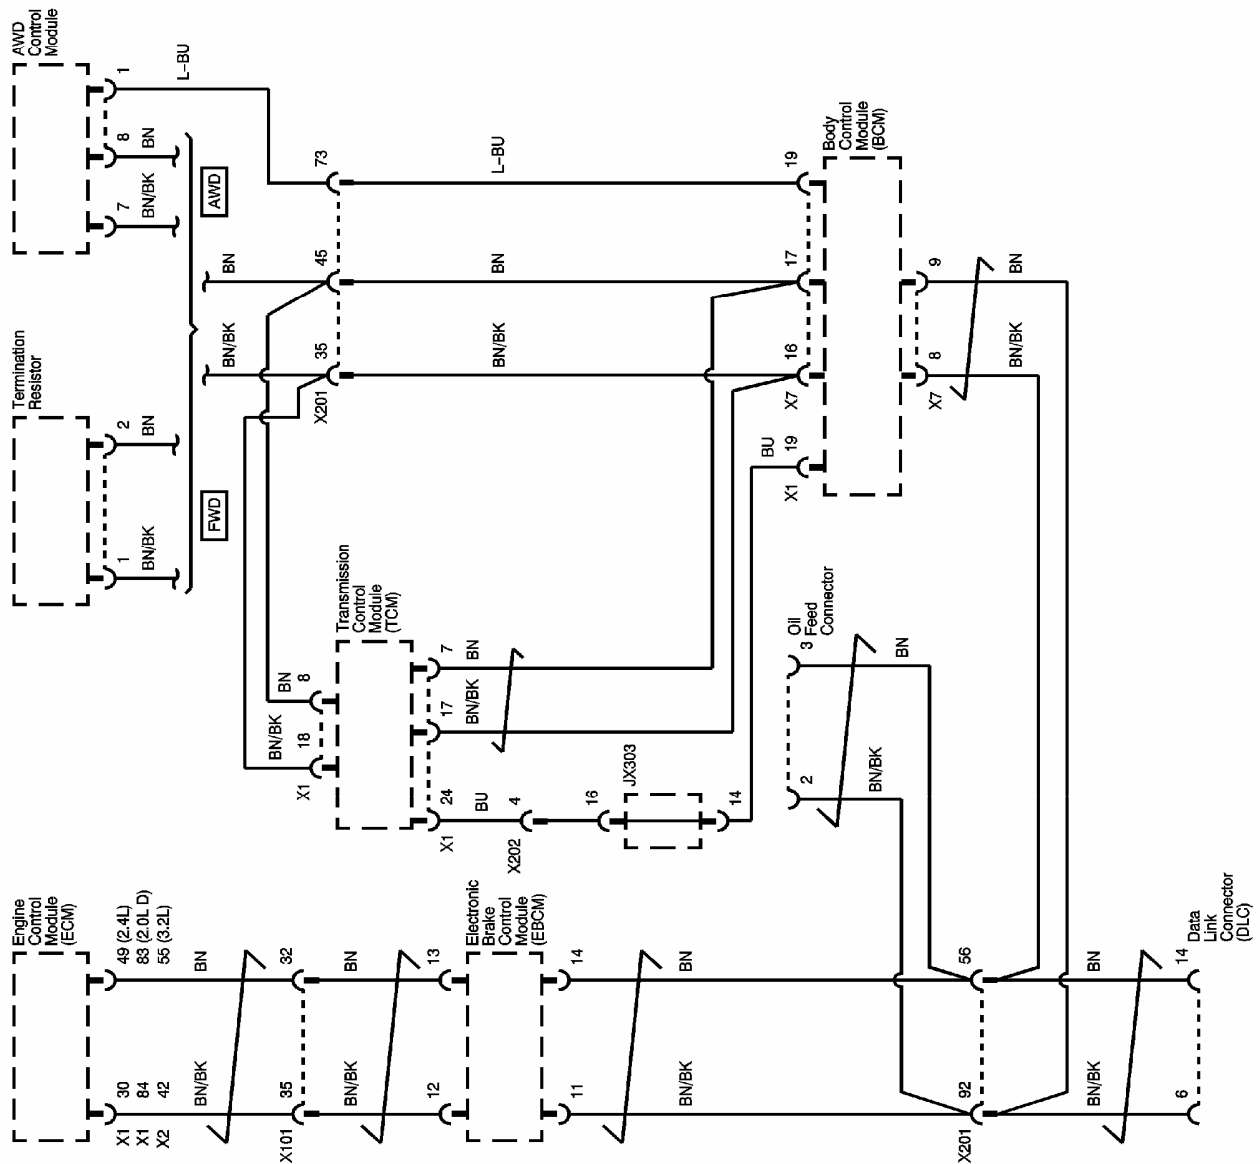 AWD
Control
Module
1
L-BU
8
BN
7
BN/BK
AWD
Termination
Resistor
2
BN
1
BN/BK
FWD
BN
BN/BK
73
45
35
X201
L-BU
BN
BN/BK
19
17
16
X7
BU
19
X1
Body
Control
Module
(BCM)
9
BN
8
BN/BK
X7
Transmission
Control
Module
(TCM)
BN
8
BN/BK
18
X1
7
BN
17
BN/BK
24
BU
X1
4
X202
16
JX303
14
Oil
Feed
Connector
3
BN
2
BN/BK
Engine
Control
Module
(ECM)
49 (2.4L)
83 (2.0L D)
55 (3.2L)
BN
X1 30
X1 84
X2 42
BN/BK
32
BN
X101 35
BN/BK
13
12
Electronic
Brake
Control
Module
(EBCM)
14
BN
11
BN/BK
56
BN
X201 92
BN/BK
14
6
Data
Link
Connector
(DLC)